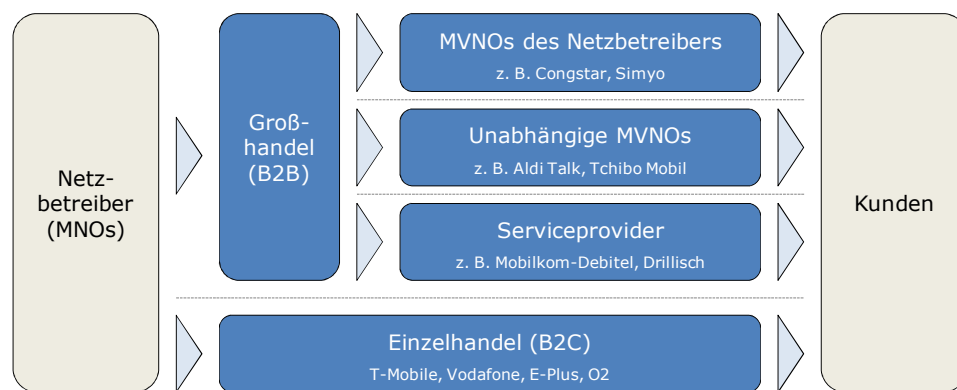 Netz-
betreiber
(MNOs)
Groß-
handel
(B2B)
MVNOs des Netzbetreibers
z. B. Congstar, Simyo
Unabhängige MVNOs
z. B. Aldi Talk, Tchibo Mobil
Serviceprovider
z. B. Mobilkom-Debitel, Drillisch
Einzelhandel (B2C)
T-Mobile, Vodafone, E-Plus, O2
Kunden